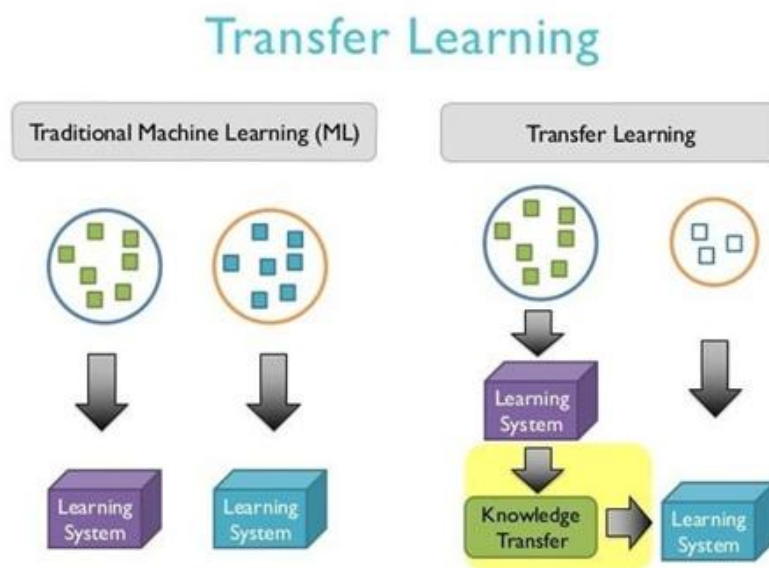 Transfer Learning
Traditional Machine Learning (ML)
Transfer Learning
Learning
System
Learning
System
Learning
System
Knowledge
Transfer
Learning
System